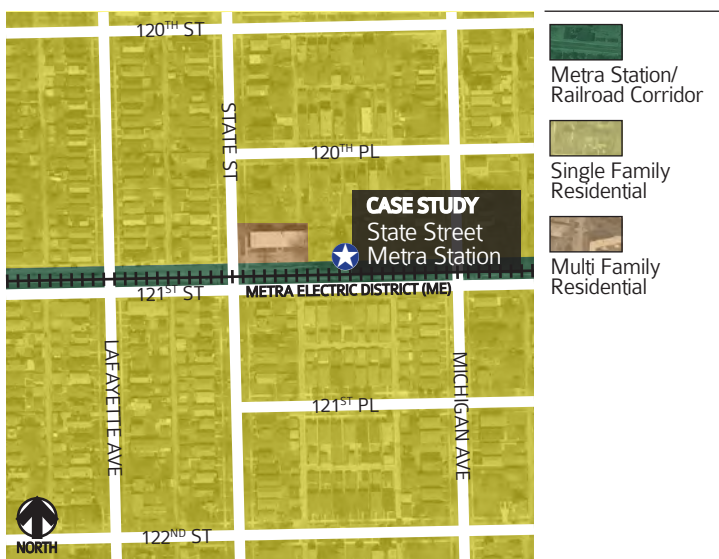 120TH ST
STATE ST
120TH PL
CASE STUDY
State Street
Metra Station
121ST ST
METRA ELECTRIC DISTRICT (ME)
LAFAYETTE AVE
MICHIGAN AVE
121ST PL
122ND ST
NORTH
Metra Station/
Railroad Corridor
Single Family
Residential
Multi Family
Residential